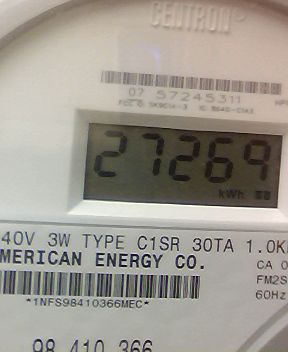 CENTRON
07 57245311
27269
kWh
40V 3W TYPE C1SR 30TA 1.0K
MERICAN ENERGY CO.
CA 0
FM2S
*1NFS98410366MEC*
60Hz
98 410 366